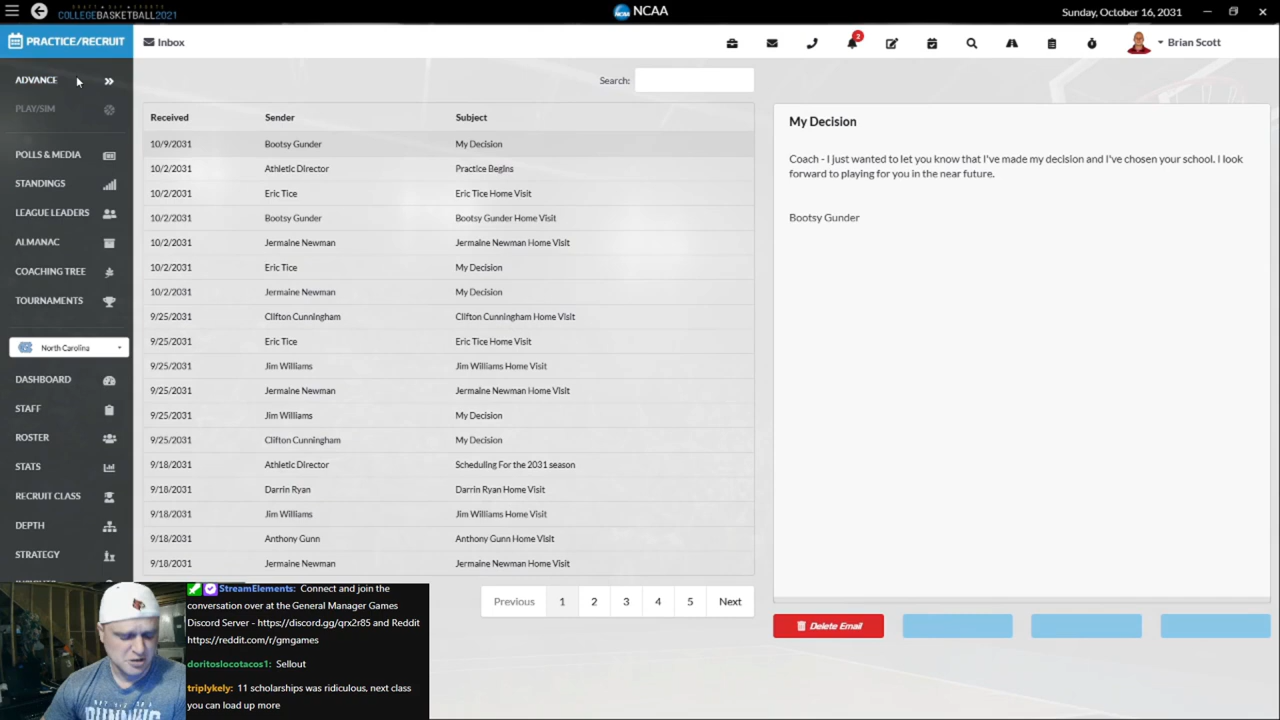 DRAFT DAY SPORTS
COLLEGEBASKETBALL2021
NCAA
Sunday, October 16, 2031
PRACTICE/RECRUIT
Inbox
2
Brian Scott
ADVANCE
PLAY/SIM
POLLS & MEDIA
STANDINGS
LEAGUE LEADERS
ALMANAC
COACHING TREE
TOURNAMENTS
North Carolina
DASHBOARD
STAFF
ROSTER
STATS
RECRUIT CLASS
DEPTH
STRATEGY
Search:
Received Sender Subject
10/9/2031 Bootsy Gunder My Decision
10/2/2031 Athletic Director Practice Begins
10/2/2031 Eric Tice Eric Tice Home Visit
10/2/2031 Bootsy Gunder Bootsy Gunder Home Visit
10/2/2031 Jermaine Newman Jermaine Newman Home Visit
10/2/2031 Eric Tice My Decision
10/2/2031 Jermaine Newman My Decision
9/25/2031 Clifton Cunningham Clifton Cunningham Home Visit
9/25/2031 Eric Tice Eric Tice Home Visit
9/25/2031 Jim Williams Jim Williams Home Visit
9/25/2031 Jermaine Newman Jermaine Newman Home Visit
9/25/2031 Jim Williams My Decision
9/25/2031 Clifton Cunningham My Decision
9/18/2031 Athletic Director Scheduling For the 2031 season
9/18/2031 Darrin Ryan Darrin Ryan Home Visit
9/18/2031 Jim Williams Jim Williams Home Visit
9/18/2031 Anthony Gunn Anthony Gunn Home Visit
9/18/2031 Jermaine Newman Jermaine Newman Home Visit
Previous 1 2 3 4 5 Next
My Decision
Coach - I just wanted to let you know that I've made my decision and I've chosen your school. I look
forward to playing for you in the near future.
Bootsy Gunder
Delete Email
StreamElements: Connect and join the
conversation over at the General Manager Games
Discord Server - https://discord.gg/qrx2r85 and Reddit
https://reddit.com/r/gmgames
doritoslocotacos1: Sellout
triplykely: 11 scholarships was ridiculous, next class
you can load up more